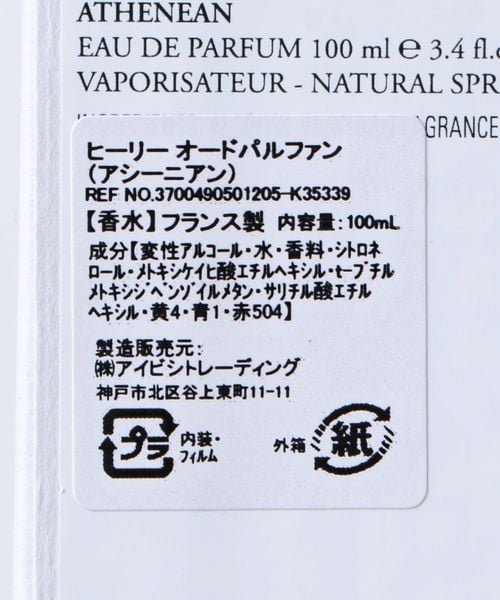 ATHENEAN
EAU DE PARFUM 100 ml ℮ 3.4 fl.
VAPORISATEUR - NATURAL SPR
GRANCE
ヒーリー オードパルファン
(アシーニアン)
REF NO.3700490501205-K35339
【香水】フランス製 内容量:100mL
成分【変性アルコール・水・香料・シトロネ
ロール・メトキシケイヒ酸エチルヘキシル・t-ブチル
メトキシジベンゾイルメタン・サリチル酸エチル
ヘキシル・黄4・青1・赤504】
製造販売元:
㈱アイビシトレーディング
神戸市北区谷上東町11-11
プラ 内装・
フィルム
外箱 紙